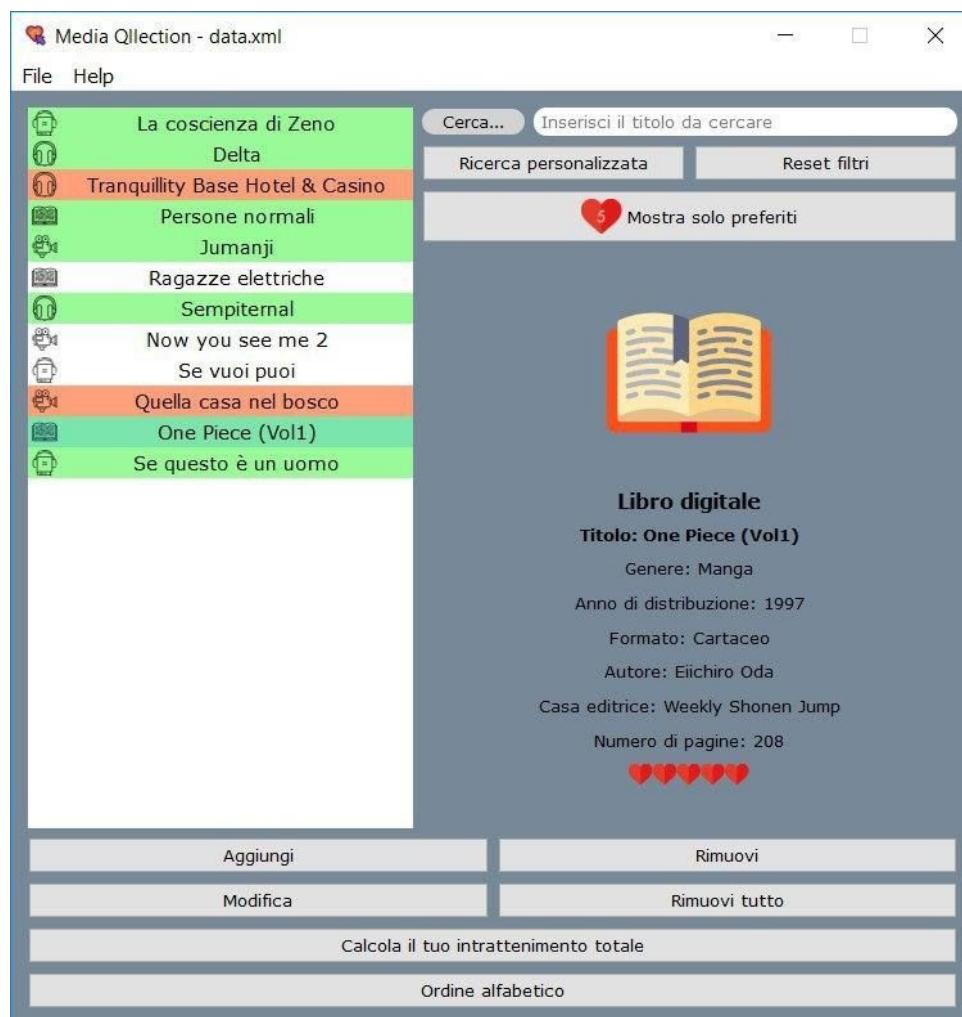 Media Qllection - data.xml
File Help
La coscienza di Zeno
Delta
Tranquillity Base Hotel & Casino
Persone normali
Jumanji
Ragazze elettriche
Sempiternal
Now you see me 2
Se vuoi puoi
Quella casa nel bosco
One Piece (Vol1)
Se questo è un uomo
Cerca... Inserisci il titolo da cercare
Ricerca personalizzata Reset filtri
5 Mostra solo preferiti
Libro digitale
Titolo: One Piece (Vol1)
Genere: Manga
Anno di distribuzione: 1997
Formato: Cartaceo
Autore: Eiichiro Oda
Casa editrice: Weekly Shonen Jump
Numero di pagine: 208
Aggiungi Rimuovi
Modifica Rimuovi tutto
Calcola il tuo intrattenimento totale
Ordine alfabetico